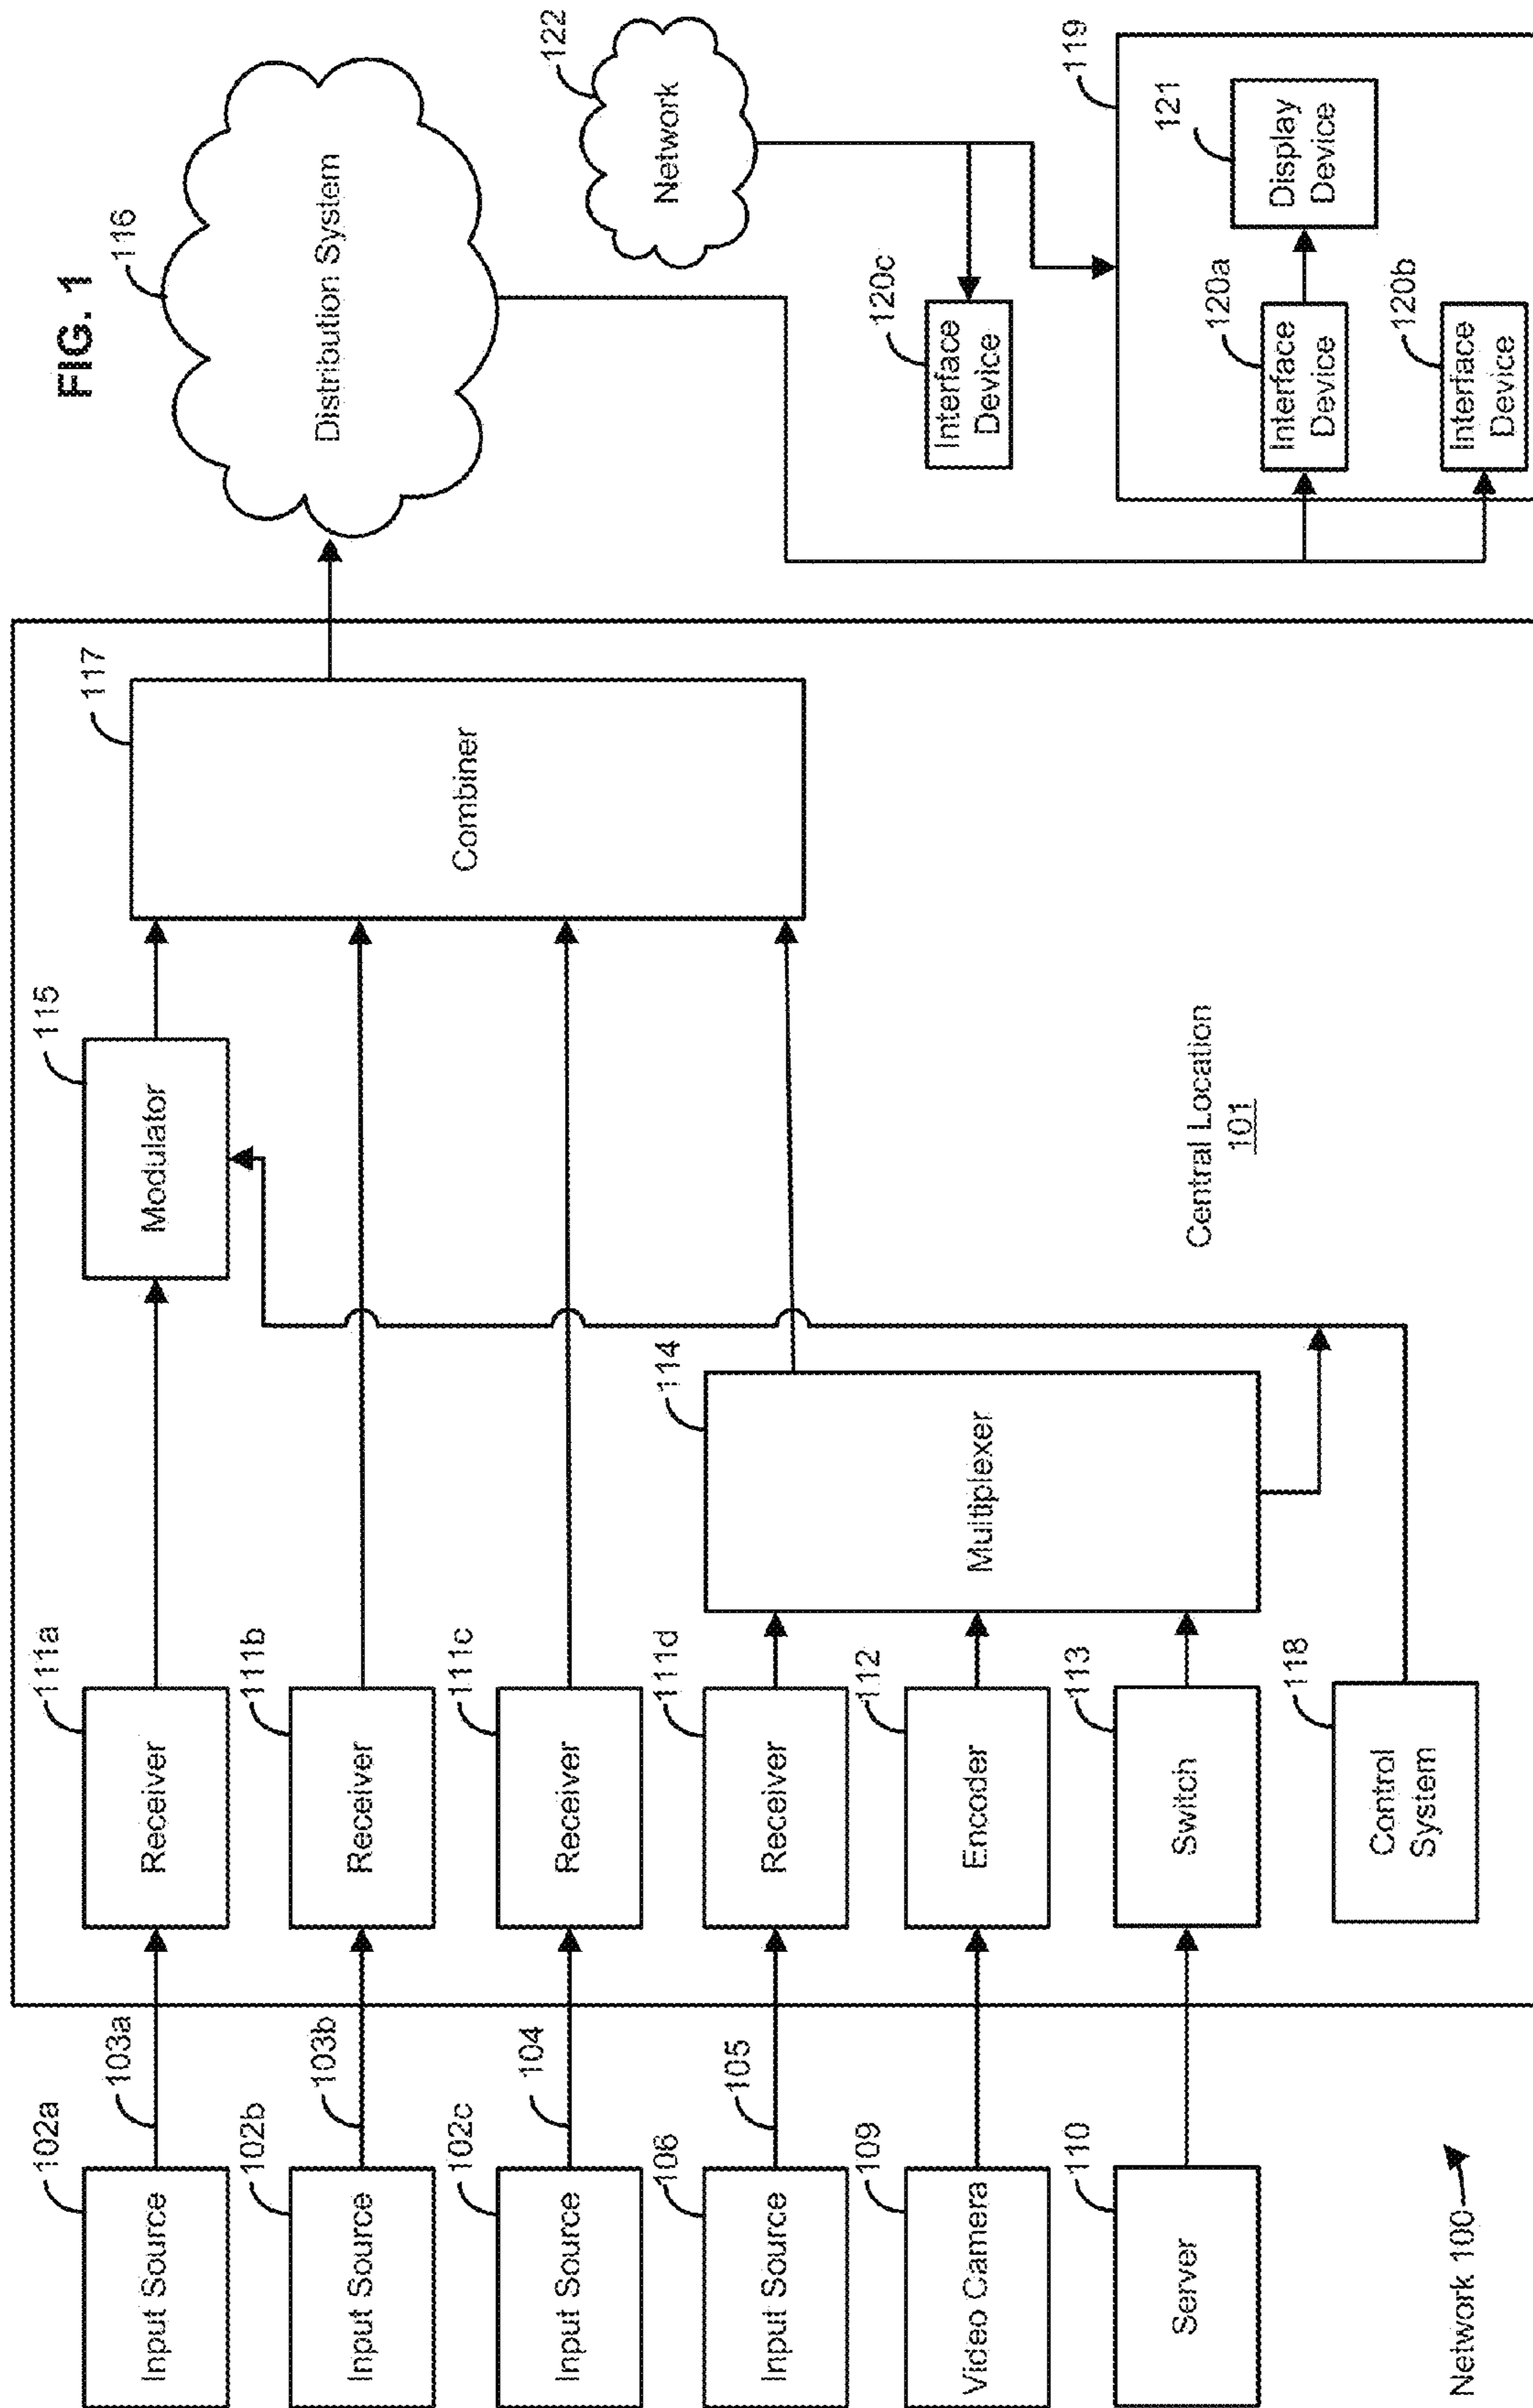 FIG. 1
102a
Input Source
103a
111a
Receiver
115
Modulator
117
Combiner
116
Distribution System
102b
Input Source
103b
111b
Receiver
102c
Input Source
104
111c
Receiver
106
Input Source
105
111d
Receiver
114
Multiplexer
109
Video Camera
112
Encoder
110
Server
113
Switch
118
Control
System
Central Location
101
122
Network
120c
Interface
Device
119
121
Display
Device
120a
Interface
Device
120b
Interface
Device
Network 100